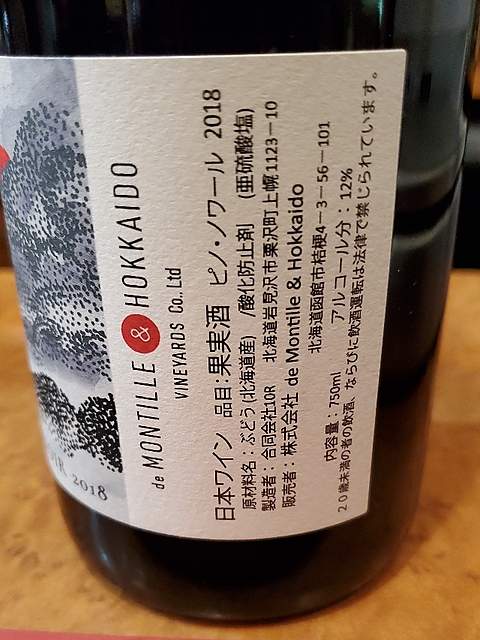 de MONTILLE & HOKKAIDO
VINEYARDS Co. Ltd
日本ワイン 品目:果実酒 ピノ・ノワール 2018
原材料名:ぶどう(北海道産)/酸化防止剤 (亜硫酸塩)
製造者:合同会社10R 北海道岩見沢市栗沢町上幌1123-10
販売者:株式会社 de Montille & Hokkaido
北海道函館市桔梗4-3-56-101
内容量:750ml アルコール分:12%
20歳未満の者の飲酒、ならびに飲酒運転は法律で禁じられています。
2018